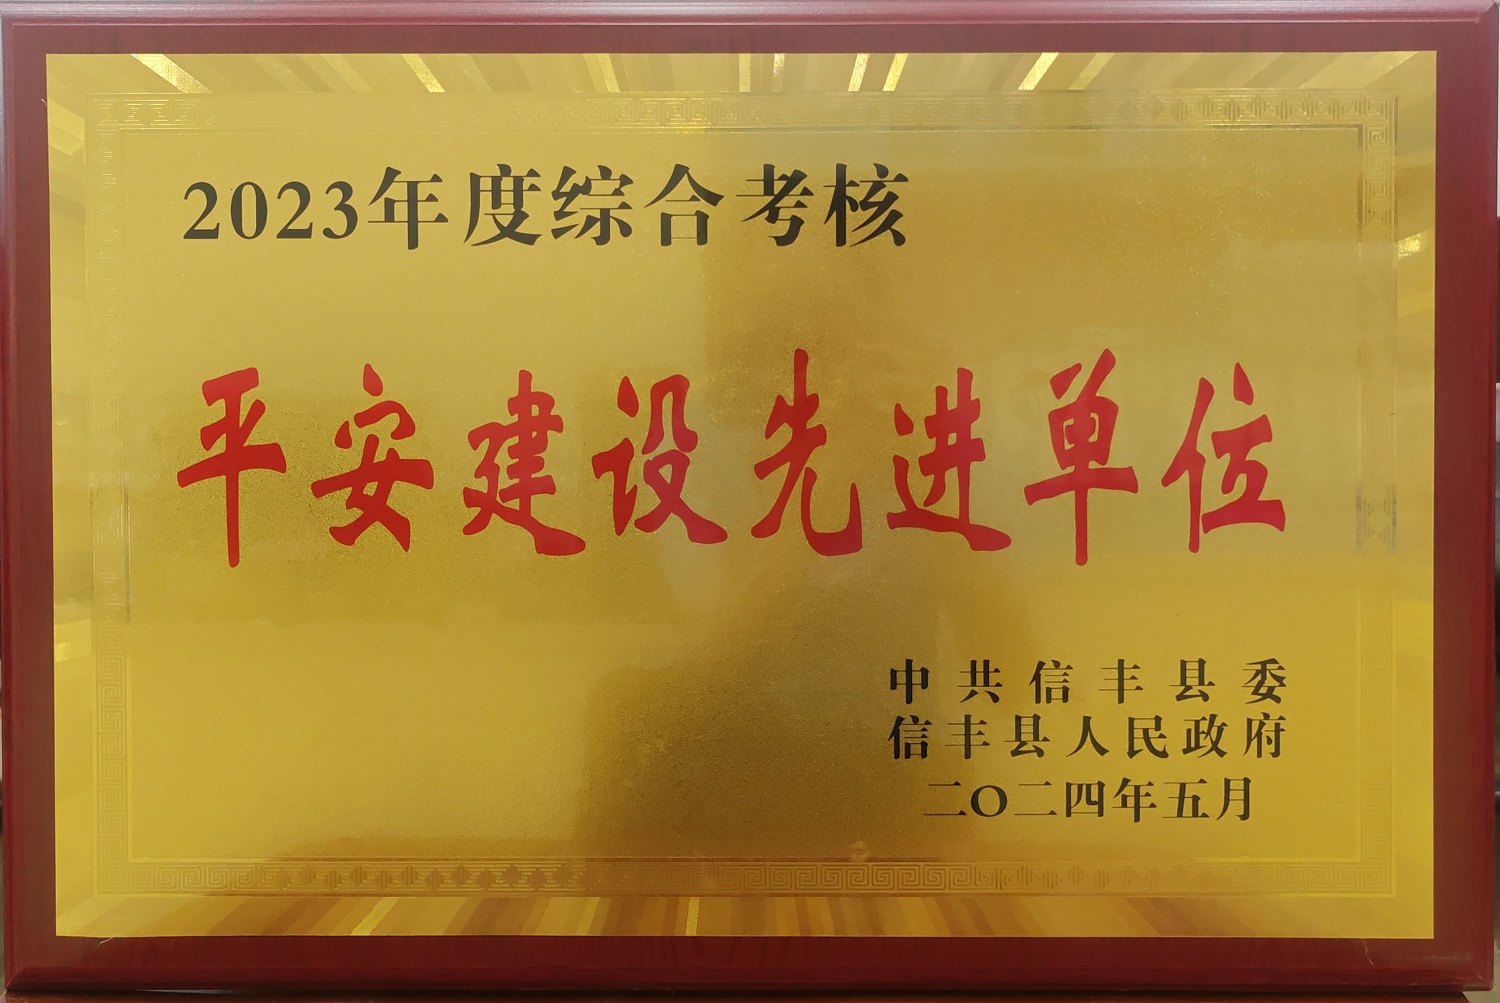 2023年度综合考核
平安建设先进单位
中共信丰县委
信丰县人民政府
二〇二四年五月